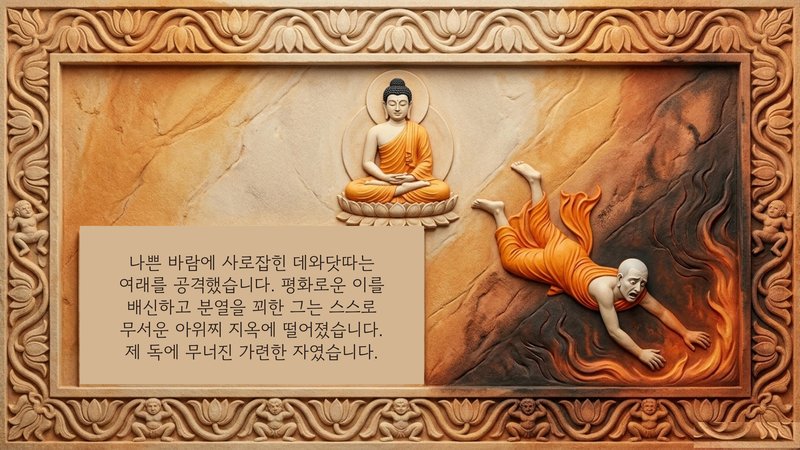 나쁜 바람에 사로잡힌 데와닷따는
여래를 공격했습니다. 평화로운 이를
배신하고 분열을 꾀한 그는 스스로
무서운 아위찌 지옥에 떨어졌습니다.
제 독에 무너진 가련한 자였습니다.